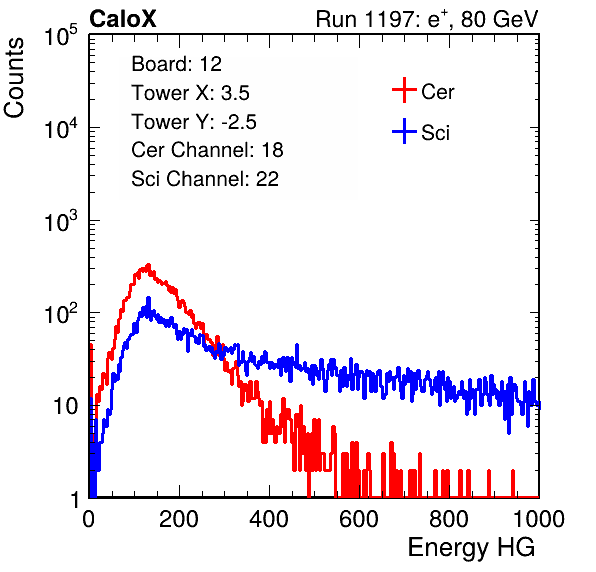 CaloX Run 1197: e⁺, 80 GeV
Counts
Board: 12
Tower X: 3.5
Tower Y: -2.5
Cer Channel: 18
Sci Channel: 22
Cer
Sci
10⁵
10⁴
10³
10²
10
1
0 200 400 600 800 1000
Energy HG